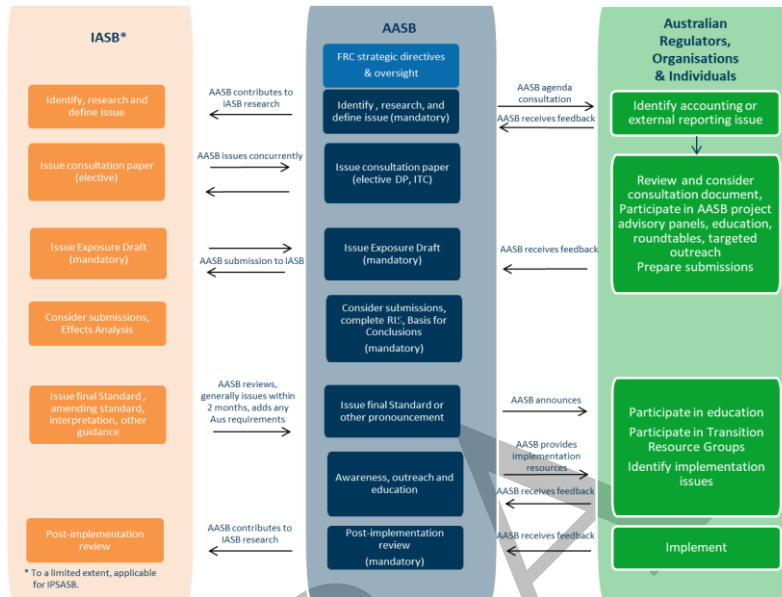 IASB*
AASB
Australian
Regulators,
Organisations
& Individuals
FRC strategic directives
& oversight
Identify, research and
define issue
AASB contributes to
IASB research
Identify , research, and
define issue (mandatory)
AASB agenda
consultation
AASB receives feedback
Identify accounting or
external reporting issue
Issue consultation paper
(elective)
AASB issues concurrently
Issue consultation paper
(elective DP, ITC)
Review and consider
consultation document,
Participate in AASB project
advisory panels, education,
roundtables, targeted
outreach
Prepare submissions
Issue Exposure Draft
(mandatory)
AASB submission to IASB
Issue Exposure Draft
(mandatory)
AASB receives feedback
Consider submissions,
Effects Analysis
Consider submissions,
complete RIS, Basis for
Conclusions
(mandatory)
Issue final Standard ,
amending standard,
interpretation, other
guidance
AASB reviews,
generally issues within
2 months, adds any
Aus requirements
Issue final Standard or
other pronouncement
AASB announces
Participate in education
Participate in Transition
Resource Groups
Identify implementation
issues
Awareness, outreach and
education
AASB provides
implementation
resources
AASB receives feedback
Post-implementation
review
AASB contributes to
IASB research
Post-implementation
review
(mandatory)
AASB receives feedback
Implement
* To a limited extent, applicable
for IPSASB.